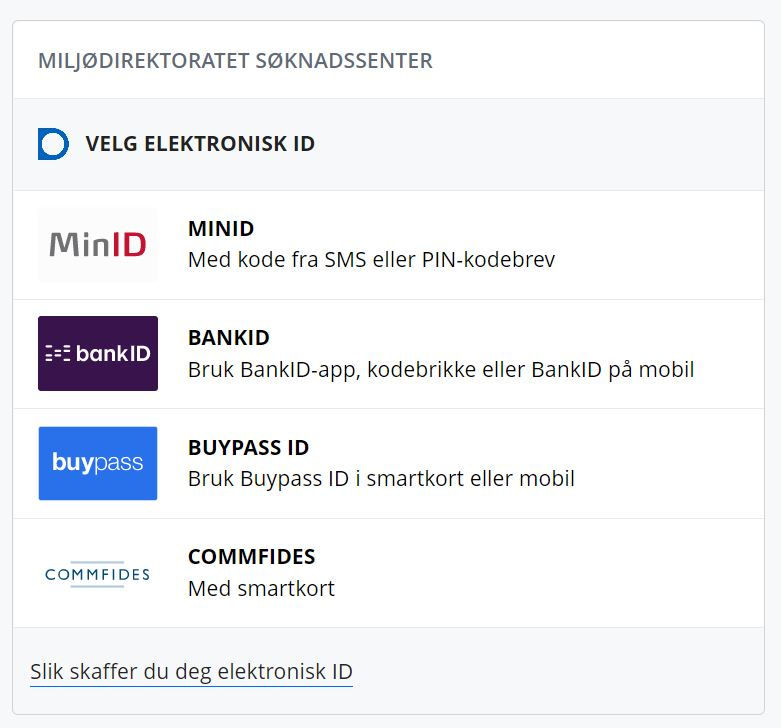 MILJØDIREKTORATET SØKNADSSENTER
VELG ELEKTRONISK ID
MinID
MINID
Med kode fra SMS eller PIN-kodebrev
bankID
BANKID
Bruk BankID-app, kodebrikke eller BankID på mobil
buypass
BUYPASS ID
Bruk Buypass ID i smartkort eller mobil
COMMFIDES
COMMFIDES
Med smartkort
Slik skaffer du deg elektronisk ID